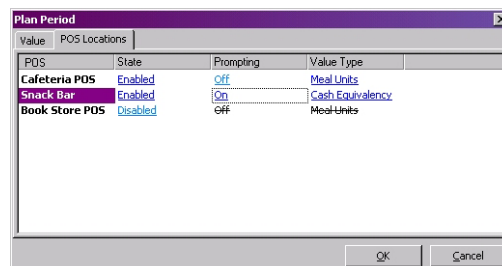 Plan Period
Value POS Locations
POS State Prompting Value Type
Cafeteria POS Enabled Off Meal Units
Snack Bar Enabled On Cash Equivalency
Book Store POS Disabled Off Meal Units
OK Cancel